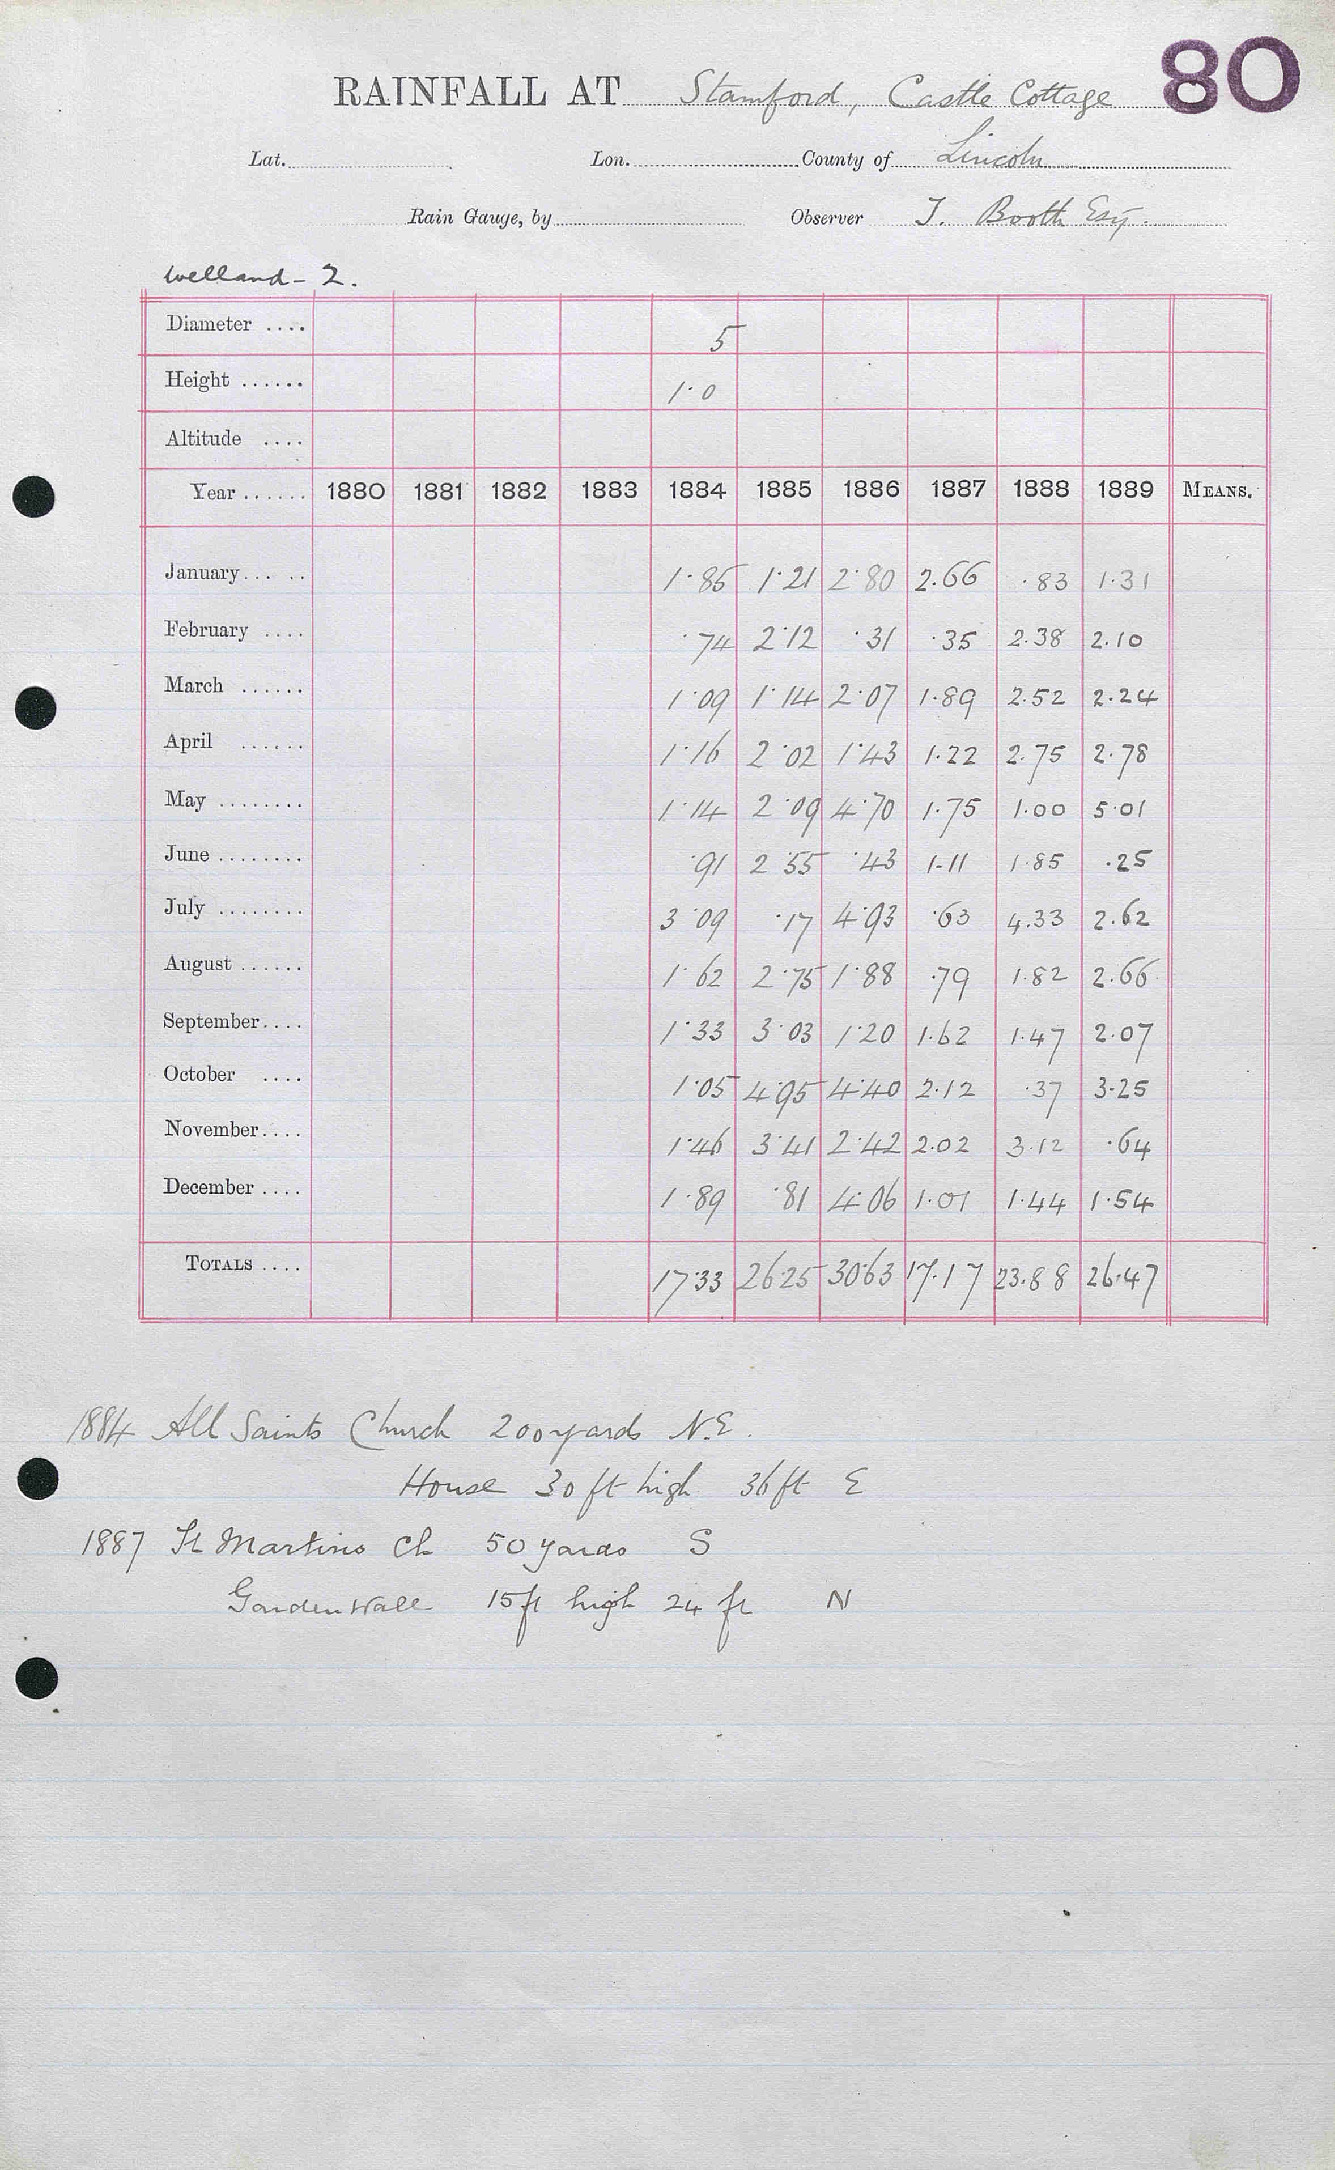 80
RAINFALL AT Stamford, Castle Cottage
Lat. Lon. County of Lincoln
Rain Gauge, by Observer J. Booth Esq.
Welland - 2.
Diameter .... 5
Height ...... 1·0
Altitude ....
Year ...... 1880 1881 1882 1883 1884 1885 1886 1887 1888 1889 MEANS.
January ... .. 1·85 1·21 2·80 2.66 ·83 1·31
February .... ·74 2·12 ·31 ·35 2.38 2.10
March ...... 1·09 1·14 2·07 1·89 2.52 2.24
April ...... 1·16 2·02 1·43 1·22 2.75 2·78
May ........ 1·14 2·09 4·70 1·75 1·00 5·01
June ........ ·91 2·55 ·43 1·11 1·85 ·25
July ........ 3·09 ·17 4·93 ·63 4.33 2.62
August ...... 1·62 2·75 1·88 ·79 1·82 2.66
September.... 1·33 3·03 1·20 1·62 1·47 2·07
October .... 1·05 4·95 4·40 2·12 ·37 3·25
November.... 1·46 3·41 2·42 2·02 3·12 ·64
December .... 1·89 ·81 4·06 1·01 1·44 1·54
TOTALS .... 17·33 26·25 30·63 17·17 23.88 26·47
1884 All Saints Church 200 yards N.E.
House 30 ft high 36 ft E
1887 St Martins Ch 50 yards S
Garden Wall 15 ft high 24 ft N